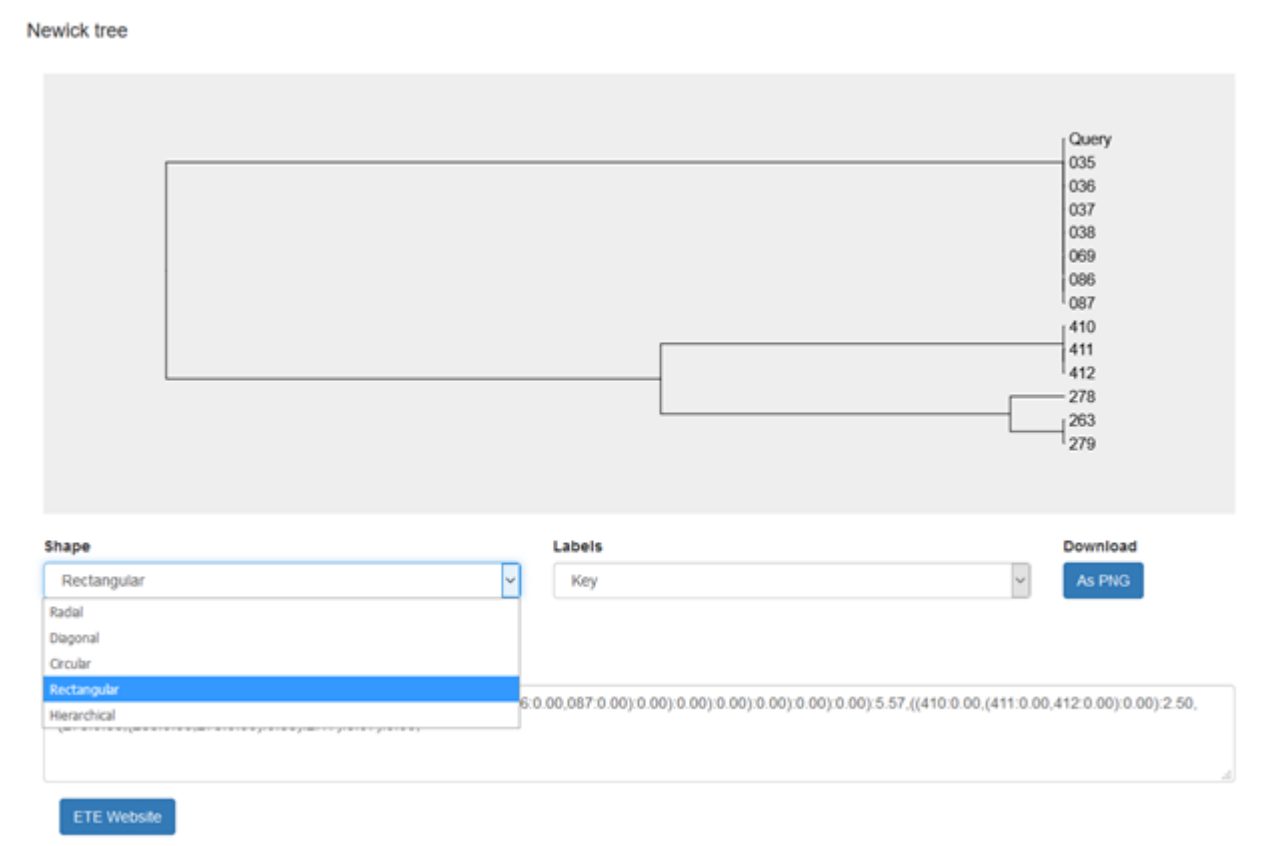 Newick tree
Query
035
036
037
038
069
086
087
410
411
412
278
263
279
Shape
Labels
Download
Rectangular
Key
As PNG
Radial
Diagonal
Circular
Rectangular
Hierarchical
6:0.00,087:0.00):0.00):0.00):0.00):0.00):0.00):0.00):5.57,((410:0.00,(411:0.00,412:0.00):0.00):2.50,
ETE Website